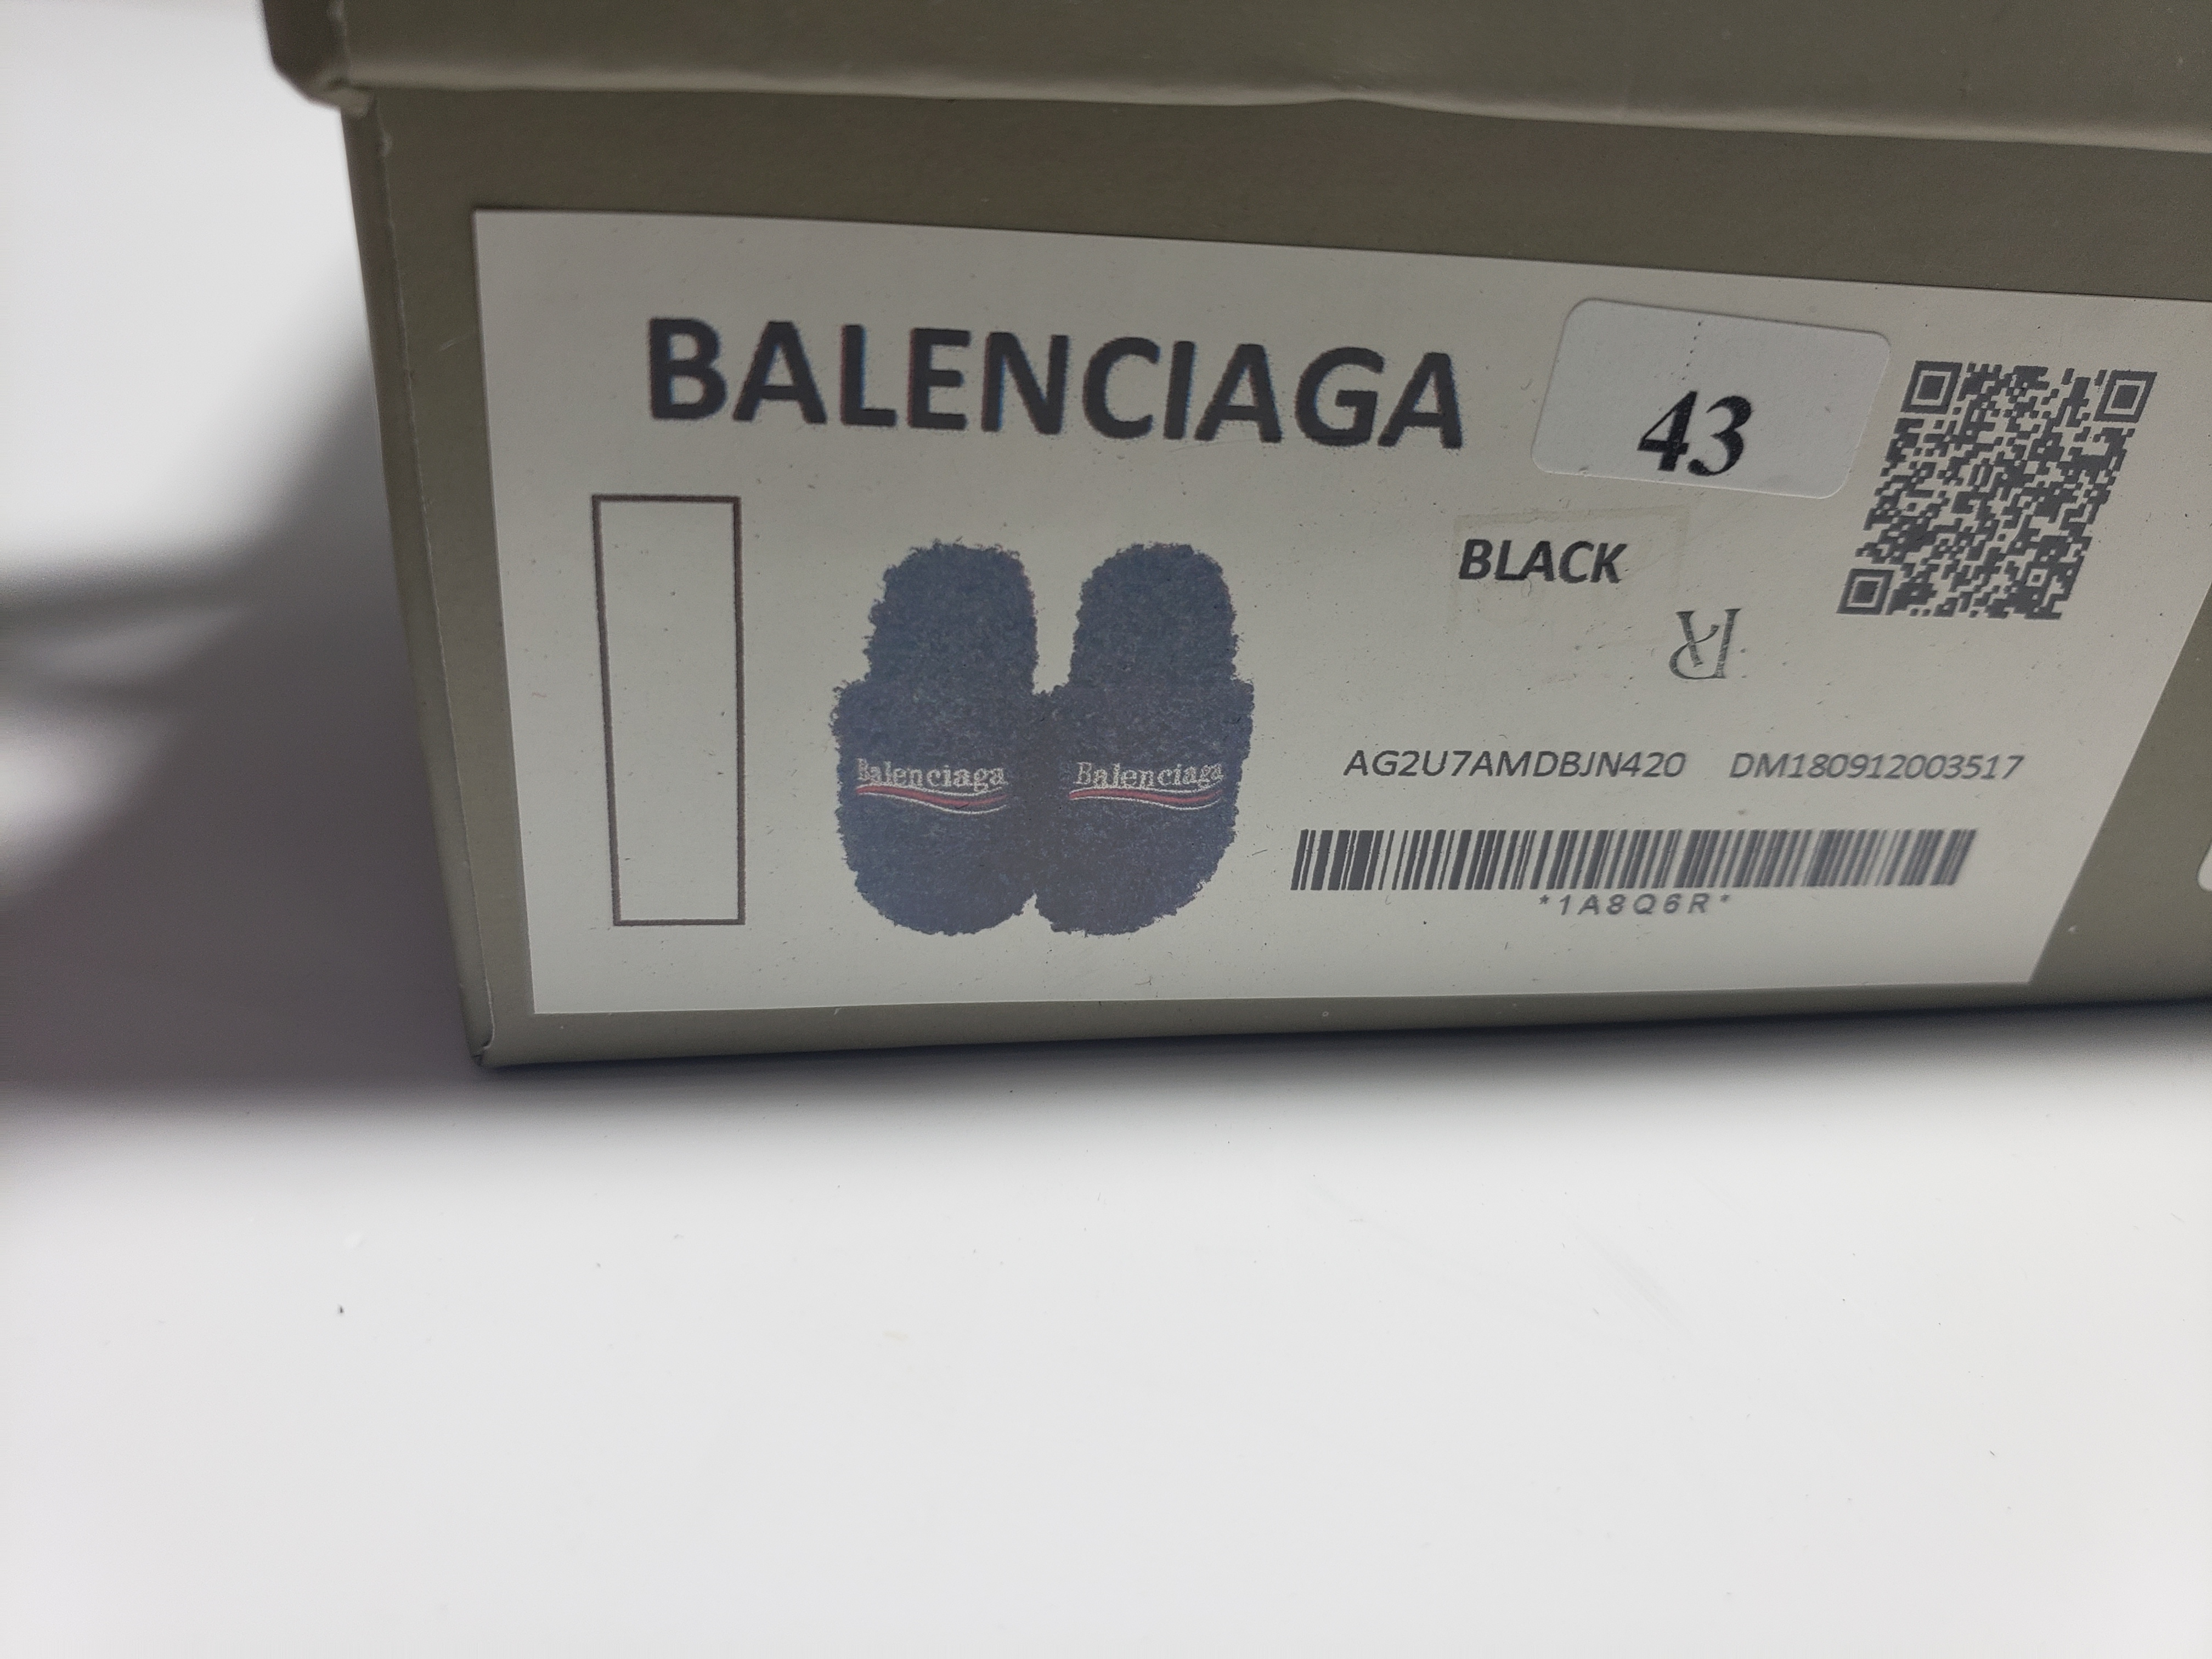 BALENCIAGA
43
BLACK
R
Balenciaga Balenciaga
AG2U7AMDBJN420 DM180912003517
*1A8Q6R*